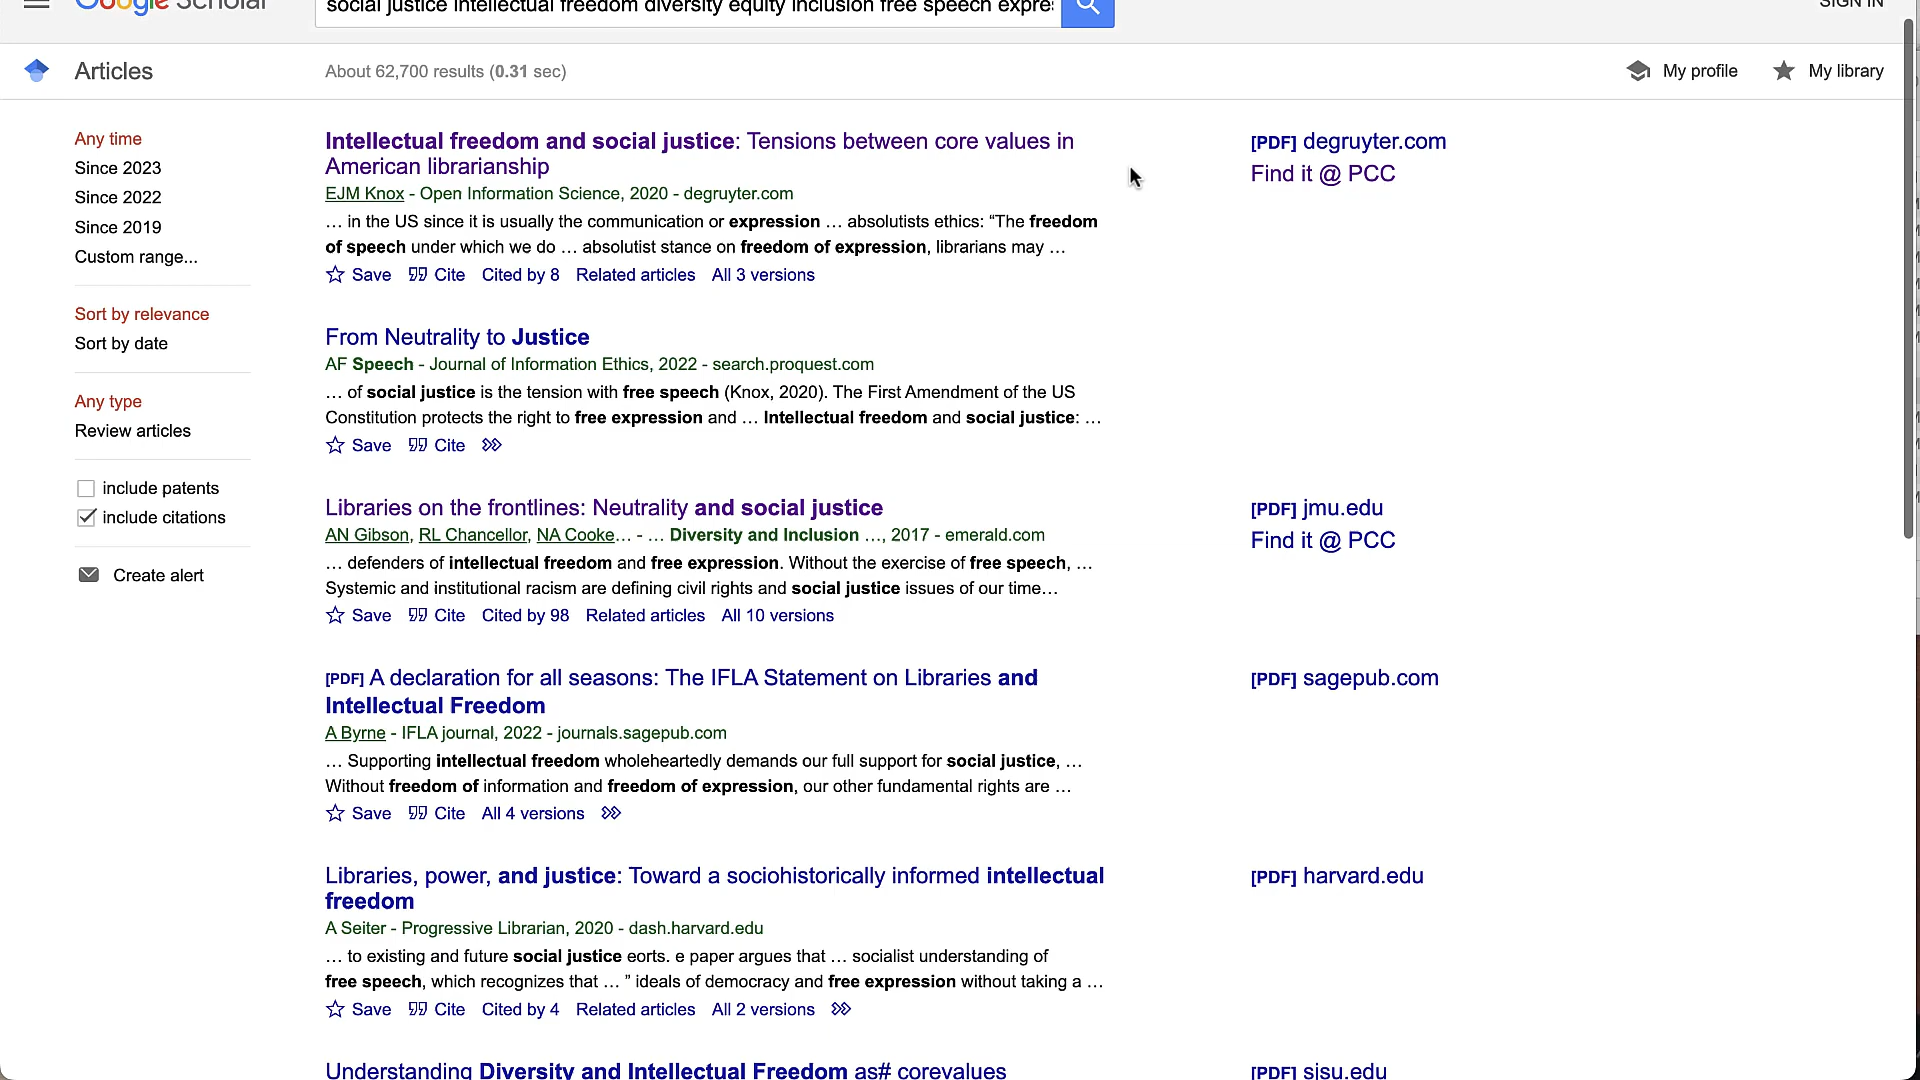 Google Scholar
social justice intellectual freedom diversity equity inclusion free speech expre
SIGN IN
Articles
About 62,700 results (0.31 sec)
My profile
My library
Any time
Since 2023
Since 2022
Since 2019
Custom range...
Sort by relevance
Sort by date
Any type
Review articles
include patents
include citations
Create alert
Intellectual freedom and social justice: Tensions between core values in
American librarianship
EJM Knox - Open Information Science, 2020 - degruyter.com
… in the US since it is usually the communication or expression … absolutists ethics: “The freedom
of speech under which we do … absolutist stance on freedom of expression, librarians may …
Save Cite Cited by 8 Related articles All 3 versions
[PDF] degruyter.com
Find it @ PCC
From Neutrality to Justice
AF Speech - Journal of Information Ethics, 2022 - search.proquest.com
… of social justice is the tension with free speech (Knox, 2020). The First Amendment of the US
Constitution protects the right to free expression and … Intellectual freedom and social justice: …
Save Cite
Libraries on the frontlines: Neutrality and social justice
AN Gibson, RL Chancellor, NA Cooke… - … Diversity and Inclusion …, 2017 - emerald.com
… defenders of intellectual freedom and free expression. Without the exercise of free speech, …
Systemic and institutional racism are defining civil rights and social justice issues of our time…
Save Cite Cited by 98 Related articles All 10 versions
[PDF] jmu.edu
Find it @ PCC
[PDF] A declaration for all seasons: The IFLA Statement on Libraries and
Intellectual Freedom
A Byrne - IFLA journal, 2022 - journals.sagepub.com
… Supporting intellectual freedom wholeheartedly demands our full support for social justice, …
Without freedom of information and freedom of expression, our other fundamental rights are …
Save Cite All 4 versions
[PDF] sagepub.com
Libraries, power, and justice: Toward a sociohistorically informed intellectual
freedom
A Seiter - Progressive Librarian, 2020 - dash.harvard.edu
… to existing and future social justice eorts. e paper argues that … socialist understanding of
free speech, which recognizes that … ” ideals of democracy and free expression without taking a …
Save Cite Cited by 4 Related articles All 2 versions
[PDF] harvard.edu
Understanding Diversity and Intellectual Freedom as# corevalues
[PDF] sjsu.edu